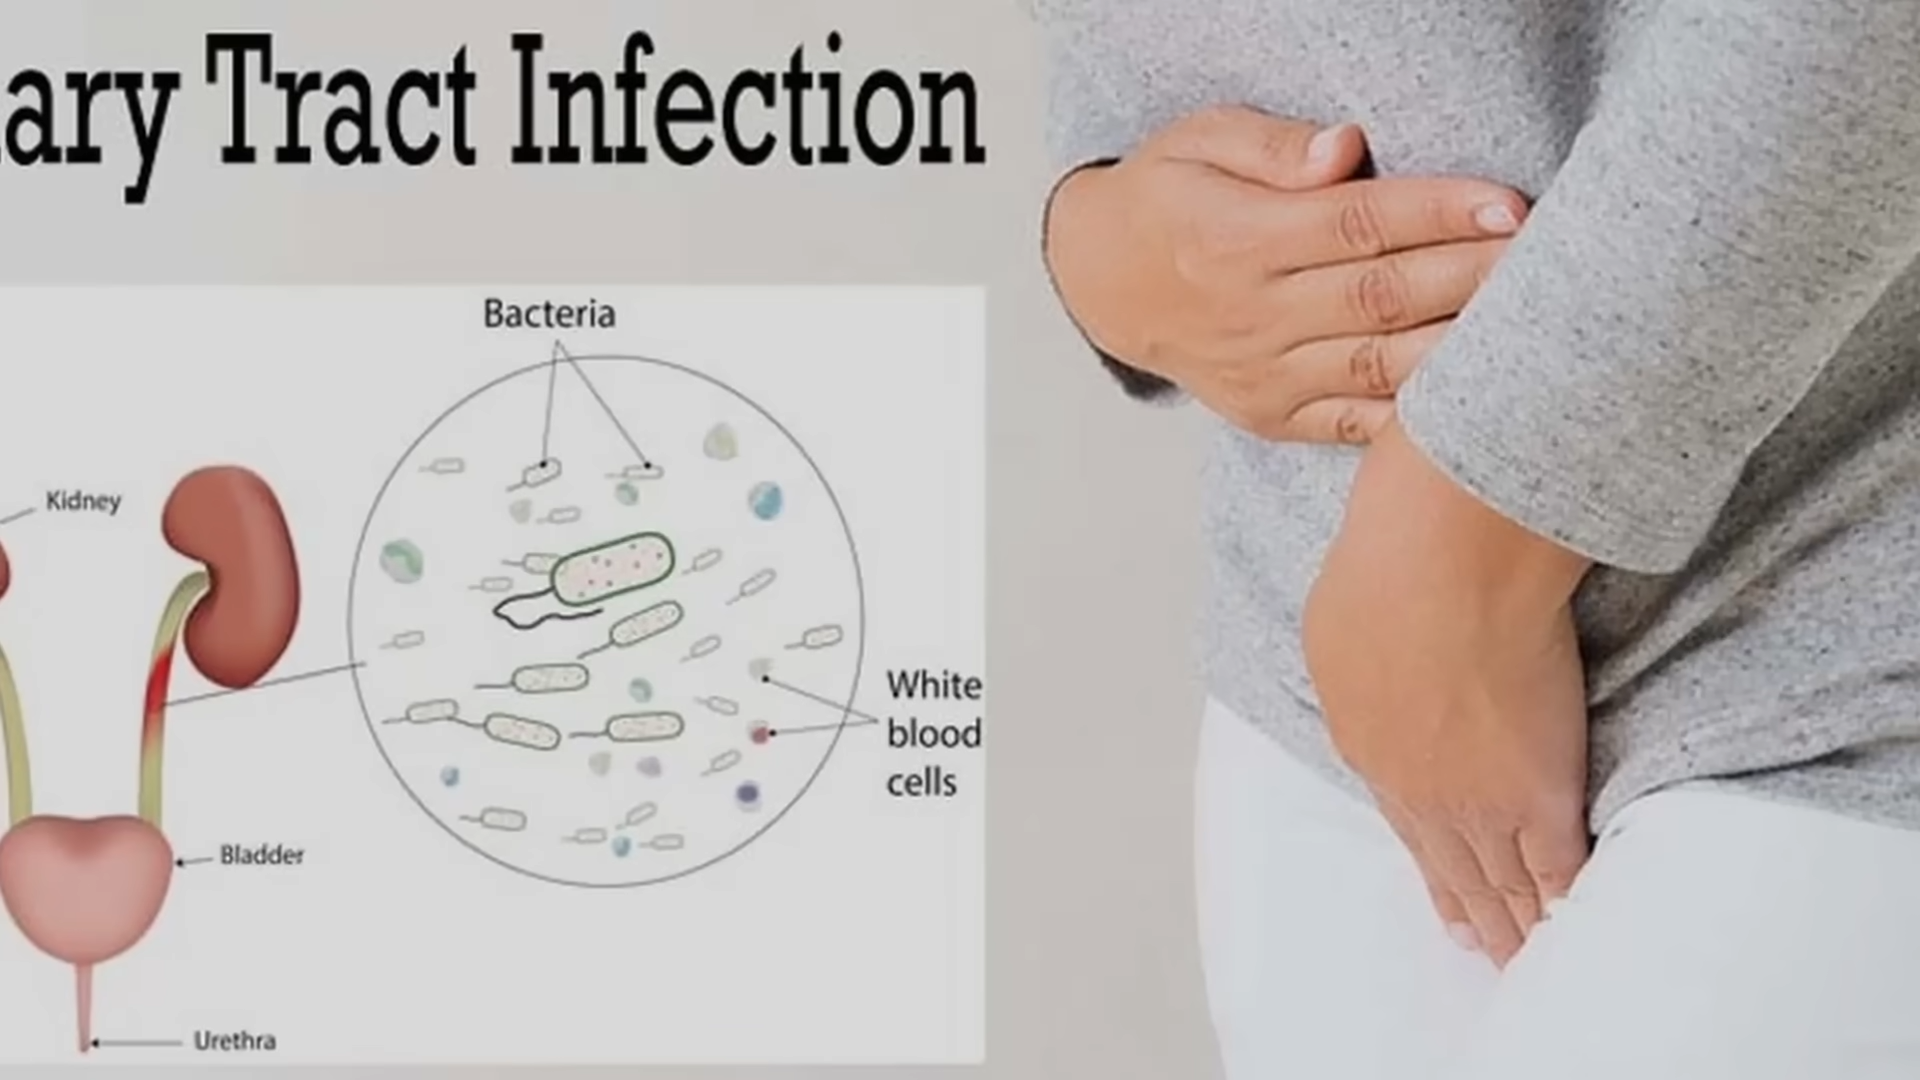 ary Tract Infection
Bacteria
Kidney
White
blood
cells
Bladder
Urethra